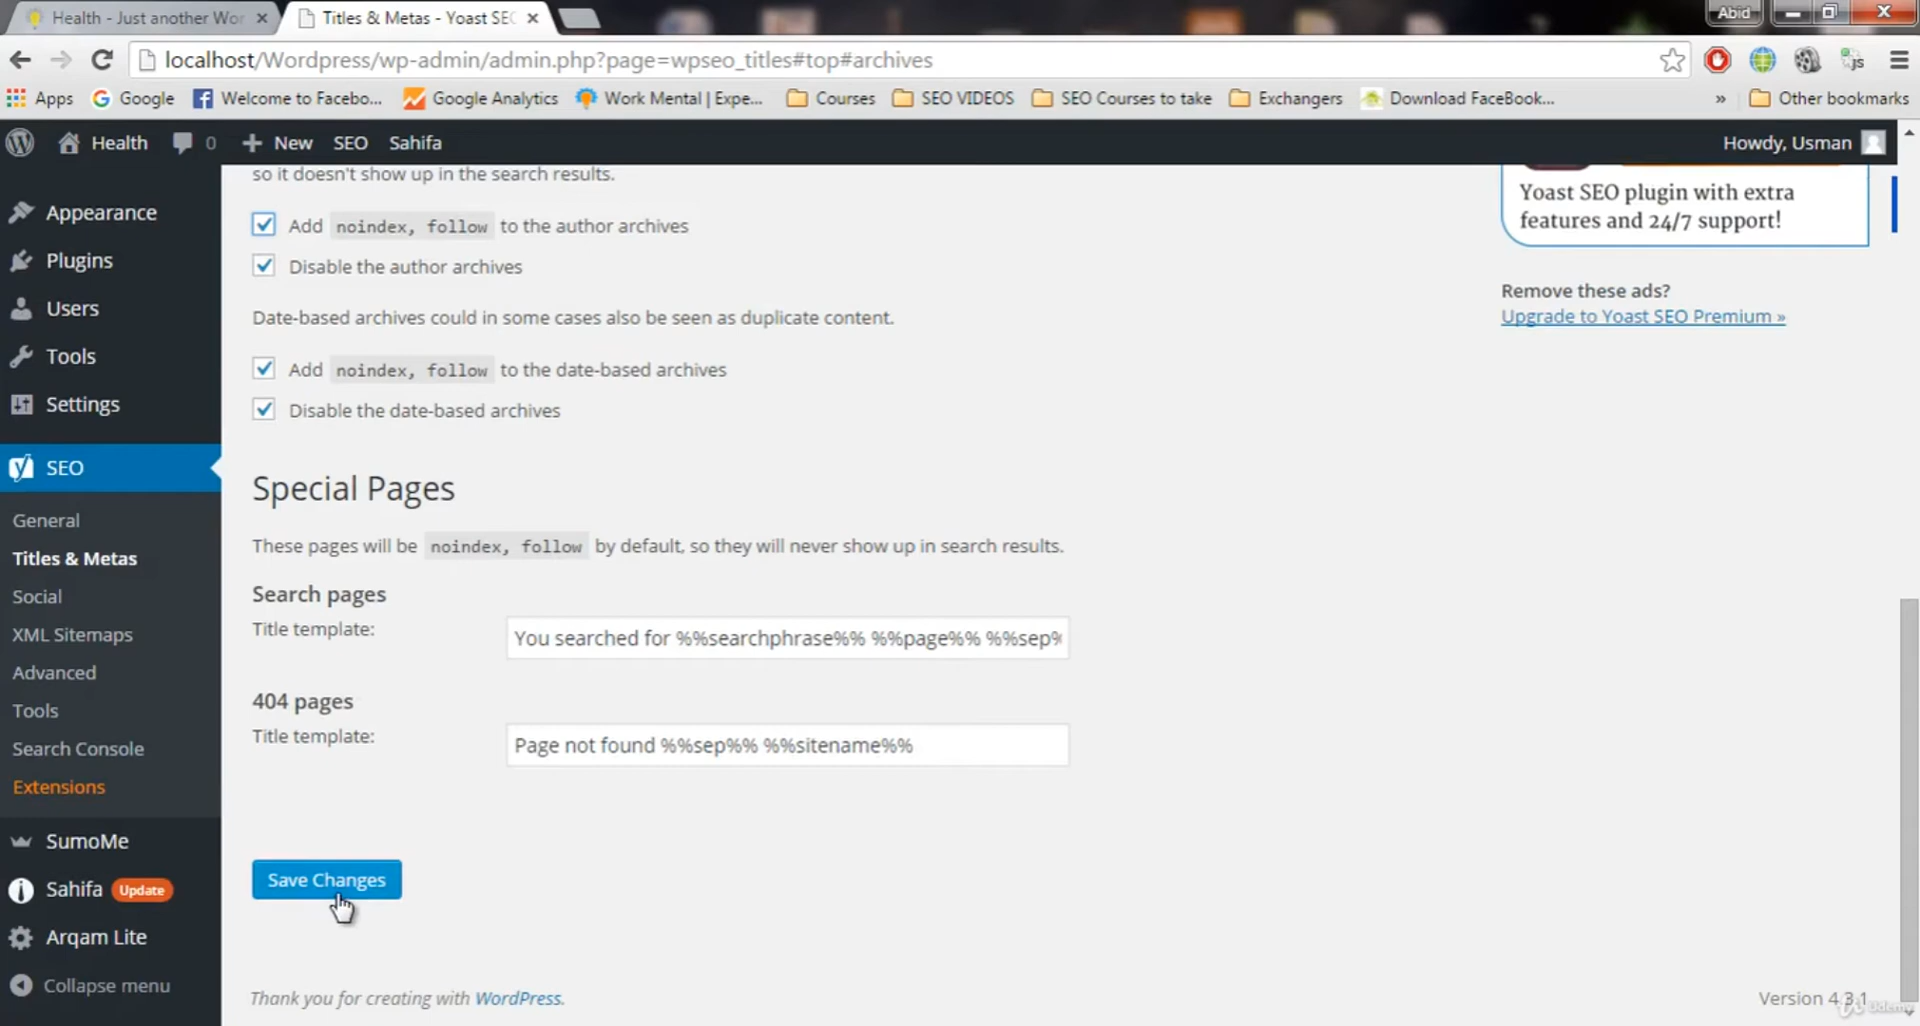 Health - Just another Wor
Titles & Metas - Yoast SEO
Abid
localhost/Wordpress/wp-admin/admin.php?page=wpseo_titles#top#archives
js
Apps
Google
Welcome to Facebo...
Google Analytics
Work Mental | Expe...
Courses
SEO VIDEOS
SEO Courses to take
Exchangers
Download FaceBook...
»
Other bookmarks
Health
0
+ New
SEO
Sahifa
Howdy, Usman
Appearance
Plugins
Users
Tools
Settings
SEO
General
Titles & Metas
Social
XML Sitemaps
Advanced
Tools
Search Console
Extensions
SumoMe
Sahifa Update
Arqam Lite
Collapse menu
so it doesn't show up in the search results.
Add noindex, follow to the author archives
Disable the author archives
Date-based archives could in some cases also be seen as duplicate content.
Add noindex, follow to the date-based archives
Disable the date-based archives
Special Pages
These pages will be noindex, follow by default, so they will never show up in search results.
Search pages
Title template:
You searched for %%searchphrase%% %%page%% %%sep%
404 pages
Title template:
Page not found %%sep%% %%sitename%%
Save Changes
Thank you for creating with WordPress.
Yoast SEO plugin with extra
features and 24/7 support!
Remove these ads?
Upgrade to Yoast SEO Premium »
Version 4.3.1
Udemy